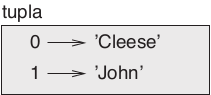 tupla
0 → 'Cleese'
1 → 'John'